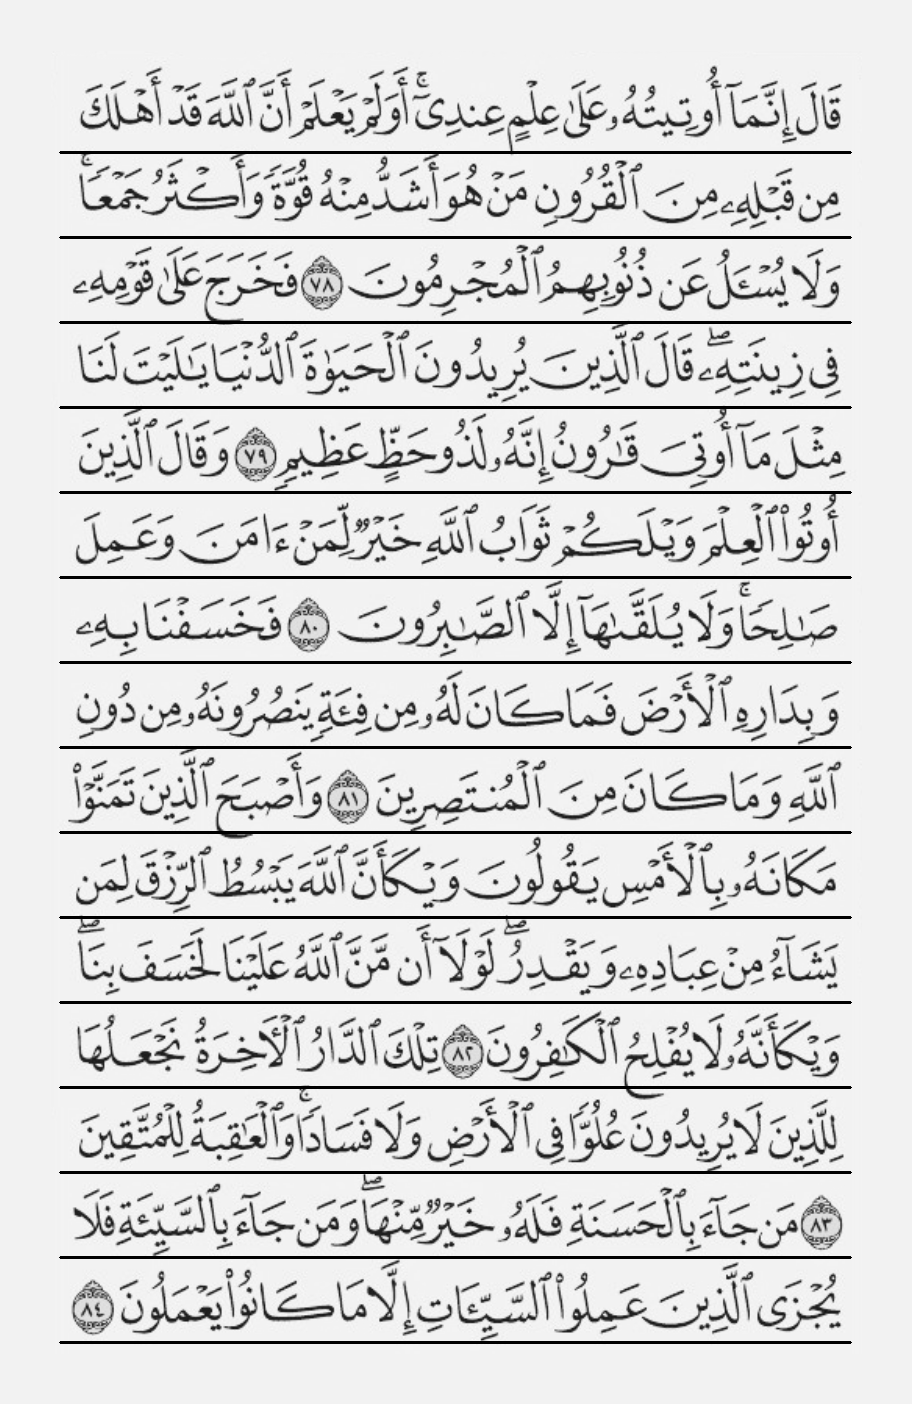 قَالَ إِنَّمَآ أُوتِيتُهُۥ عَلَىٰ عِلْمٍ عِندِىٓ ۚ أَوَلَمْ يَعْلَمْ أَنَّ ٱللَّهَ قَدْ أَهْلَكَ
مِن قَبْلِهِۦ مِنَ ٱلْقُرُونِ مَنْ هُوَ أَشَدُّ مِنْهُ قُوَّةً وَأَكْثَرُ جَمْعًا ۚ
وَلَا يُسْـَٔلُ عَن ذُنُوبِهِمُ ٱلْمُجْرِمُونَ ٧٨ فَخَرَجَ عَلَىٰ قَوْمِهِۦ
فِى زِينَتِهِۦ ۖ قَالَ ٱلَّذِينَ يُرِيدُونَ ٱلْحَيَوٰةَ ٱلدُّنْيَا يَـٰلَيْتَ لَنَا
مِثْلَ مَآ أُوتِىَ قَـٰرُونُ إِنَّهُۥ لَذُو حَظٍّ عَظِيمٍ ٧٩ وَقَالَ ٱلَّذِينَ
أُوتُوا۟ ٱلْعِلْمَ وَيْلَكُمْ ثَوَابُ ٱللَّهِ خَيْرٌ لِّمَنْ ءَامَنَ وَعَمِلَ
صَـٰلِحًا ۚ وَلَا يُلَقَّىٰهَآ إِلَّا ٱلصَّـٰبِرُونَ ٨٠ فَخَسَفْنَا بِهِۦ
وَبِدَارِهِ ٱلْأَرْضَ فَمَا كَانَ لَهُۥ مِن فِئَةٍ يَنصُرُونَهُۥ مِن دُونِ
ٱللَّهِ وَمَا كَانَ مِنَ ٱلْمُنتَصِرِينَ ٨١ وَأَصْبَحَ ٱلَّذِينَ تَمَنَّوْا۟
مَكَانَهُۥ بِٱلْأَمْسِ يَقُولُونَ وَيْكَأَنَّ ٱللَّهَ يَبْسُطُ ٱلرِّزْقَ لِمَن
يَشَآءُ مِنْ عِبَادِهِۦ وَيَقْدِرُ ۖ لَوْلَآ أَن مَّنَّ ٱللَّهُ عَلَيْنَا لَخَسَفَ بِنَا ۖ
وَيْكَأَنَّهُۥ لَا يُفْلِحُ ٱلْكَـٰفِرُونَ ٨٢ تِلْكَ ٱلدَّارُ ٱلْـَٔاخِرَةُ نَجْعَلُهَا
لِلَّذِينَ لَا يُرِيدُونَ عُلُوًّا فِى ٱلْأَرْضِ وَلَا فَسَادًا ۚ وَٱلْعَـٰقِبَةُ لِلْمُتَّقِينَ
٨٣ مَن جَآءَ بِٱلْحَسَنَةِ فَلَهُۥ خَيْرٌ مِّنْهَا ۖ وَمَن جَآءَ بِٱلسَّيِّئَةِ فَلَا
يُجْزَى ٱلَّذِينَ عَمِلُوا۟ ٱلسَّيِّـَٔاتِ إِلَّا مَا كَانُوا۟ يَعْمَلُونَ ٨٤